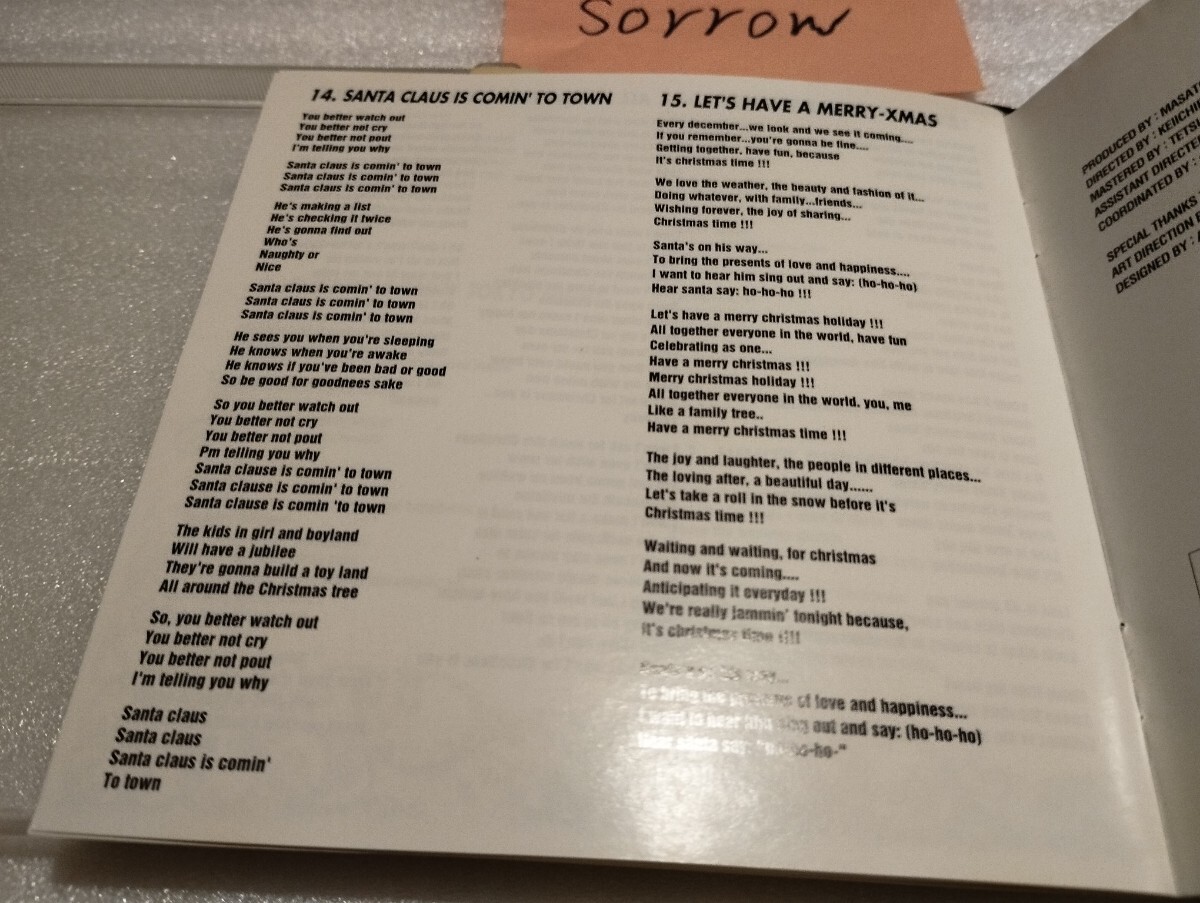 Sorrow
14. SANTA CLAUS IS COMIN' TO TOWN
You better watch out
You better not cry
You better not pout
I'm telling you why
Santa claus is comin' to town
Santa claus is comin' to town
Santa claus is comin' to town
He's making a list
He's checking it twice
He's gonna find out
Who's
Naughty or
Nice
Santa claus is comin' to town
Santa claus is comin' to town
Santa claus is comin' to town
He sees you when you're sleeping
He knows when you're awake
He knows if you've been bad or good
So be good for goodnees sake
So you better watch out
You better not cry
You better not pout
Pm telling you why
Santa clause is comin' to town
Santa clause is comin' to town
Santa clause is comin 'to town
The kids in girl and boyland
Will have a jubilee
They're gonna build a toy land
All around the Christmas tree
So, you better watch out
You better not cry
You better not pout
I'm telling you why
Santa claus
Santa claus
Santa claus is comin'
To town
15. LET'S HAVE A MERRY-XMAS
Every december...we look and we see it coming....
If you remember...you're gonna be fine....
Getting together, have fun, because
It's christmas time !!!
We love the weather, the beauty and fashion of it...
Doing whatever, with family...friends...
Wishing forever, the joy of sharing...
Christmas time !!!
Santa's on his way...
To bring the presents of love and happiness....
I want to hear him sing out and say: (ho-ho-ho)
Hear santa say: ho-ho-ho !!!
Let's have a merry christmas holiday !!!
All together everyone in the world, have fun
Celebrating as one...
Have a merry christmas !!!
Merry christmas holiday !!!
All together everyone in the world. you, me
Like a family tree..
Have a merry christmas time !!!
The joy and laughter, the people in different places...
The loving after, a beautiful day......
Let's take a roll in the snow before it's
Christmas time !!!
Waiting and waiting, for christmas
And now it's coming....
Anticipating it everyday !!!
We're really jammin' tonight because,
It's christmas time !!!!
To bring the presents of love and happiness...
I want to hear sing out and say: (ho-ho-ho)
Hear santa say:
PRODUCED BY : MASAT
DIRECTED BY : KEIICHI
MASTERED BY : TETSU
ASSISTANT DIRECTE
COORDINATED BY :
SPECIAL THANKS
ART DIRECTION
DESIGNED BY :